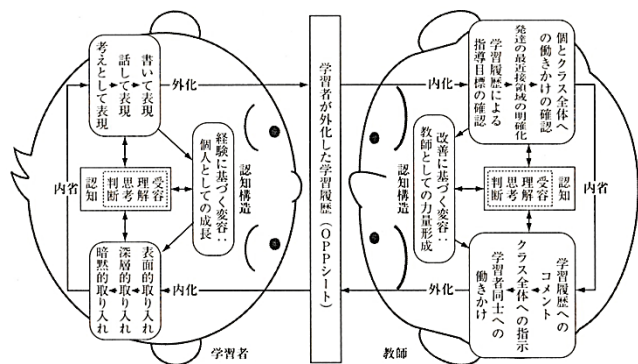 個とクラス全体へ
の働きかけの確認
発達の最近接領域の明確化
学習履歴による
指導目標の確認
内化
内省
改善に基づく変容：
教師としての力量形成
認知構造
認知
受容
理解
思考
判断
学習履歴への
コメント
クラス全体への指示
学習者同士への
働きかけ
外化
教師
学習者が外化した学習履歴（OPPシート）
外化
書いて表現
話して表現
考えとして表現
認知構造
経験に基づく変容：
個人としての成長
受容
理解
思考
判断
認知
内省
表面的取り入れ
深層的取り入れ
暗黙的取り入れ
内化
学習者